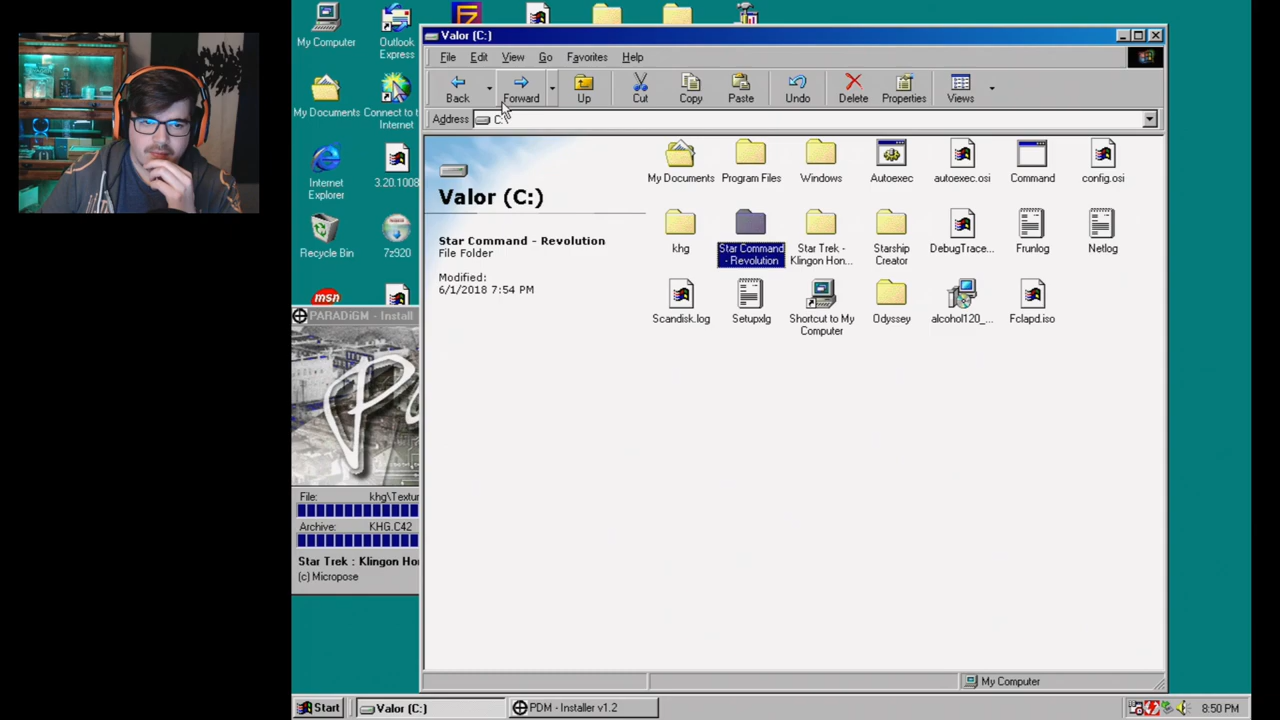 My Computer
Outlook
Express
My Documents
Connect to t
Internet
Internet
Explorer
3.20.1008
Recycle Bin
7z920
msn
Valor (C:)
File Edit View Go Favorites Help
Back Forward Up Cut Copy Paste Undo Delete Properties Views
Address C:
Valor (C:)
Star Command - Revolution
File Folder
Modified:
6/1/2018 7:54 PM
My Documents Program Files Windows Autoexec autoexec.osi Command config.osi
khg
Star Command
- Revolution
Star Trek -
Klingon Hon...
Starship
Creator
DebugTrace...
Frunlog
Netlog
Scandisk.log
Setupxlg
Shortcut to My
Computer
Odyssey
alcohol120_...
Fclapd.iso
PARADiGM - Install
File: khg\Textur
Archive: KHG.C42
Star Trek : Klingon Ho
(c) Micropose
My Computer
Start Valor (C:) PDM - Installer v1.2 8:50 PM